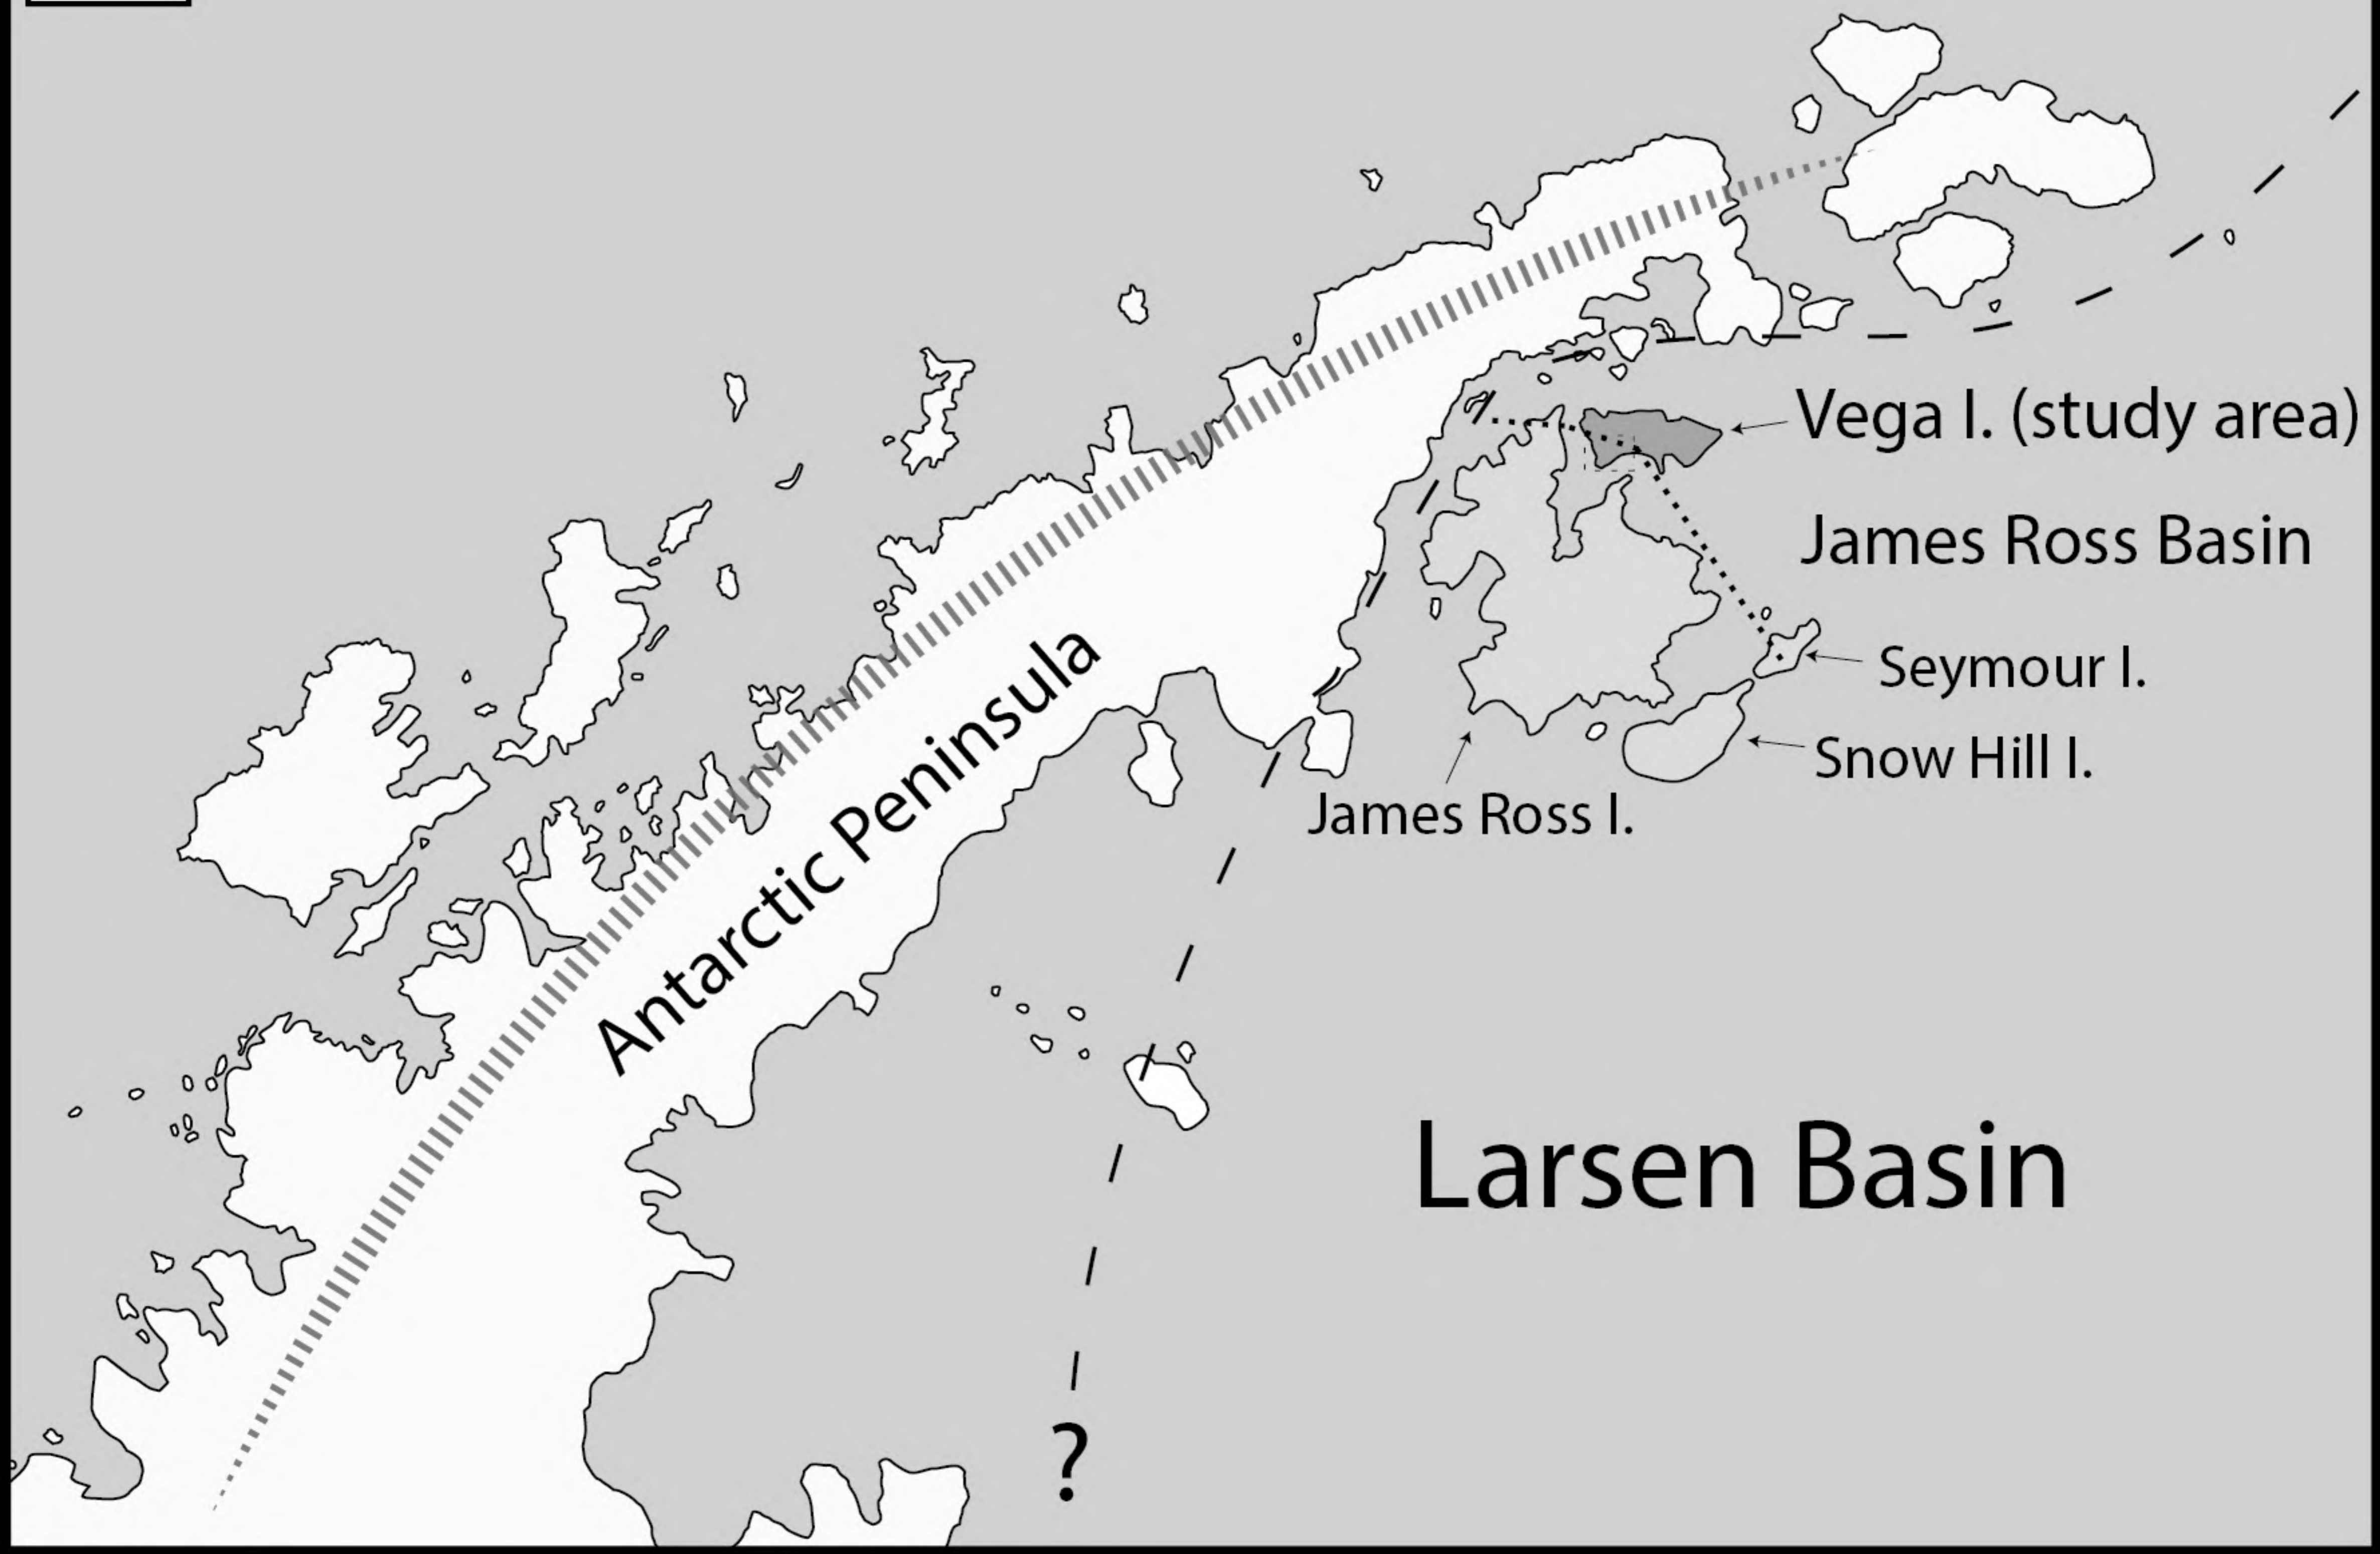 Vega I. (study area)
James Ross Basin
Seymour I.
Snow Hill I.
James Ross I.
Antarctic Peninsula
Larsen Basin
?